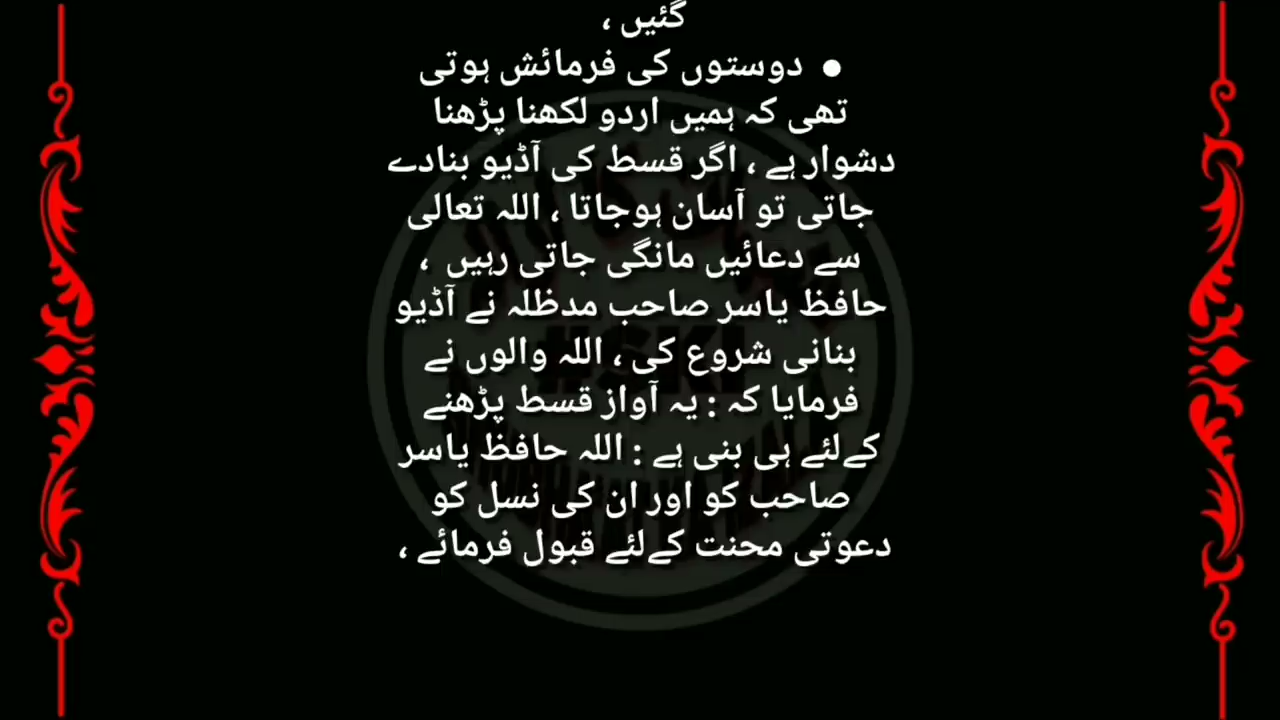 گئیں ،
● دوستوں کی فرمائش ہوتی
تھی کہ ہمیں اردو لکھنا پڑھنا
دشوار ہے ، اگر قسط کی آڈیو بنادے
جاتی تو آسان ہوجاتا ، اللہ تعالی
سے دعائیں مانگی جاتی رہیں ،
حافظ یاسر صاحب مدظلہ نے آڈیو
بنانی شروع کی ، اللہ والوں نے
فرمایا کہ : یہ آواز قسط پڑھنے
کےلئے ہی بنی ہے : اللہ حافظ یاسر
صاحب کو اور ان کی نسل کو
دعوتی محنت کےلئے قبول فرمائے ،